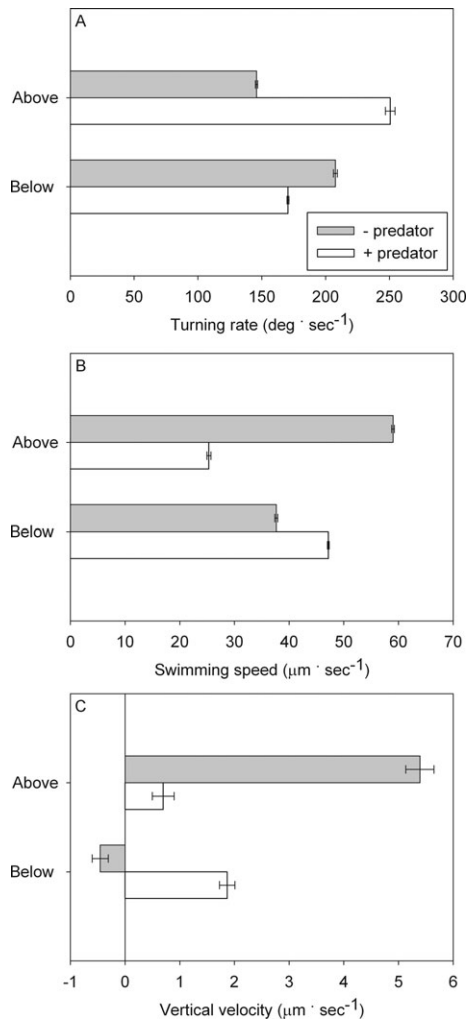 A
Above
Below
- predator
+ predator
0 50 100 150 200 250 300
Turning rate (deg · sec⁻¹)
B
Above
Below
0 10 20 30 40 50 60 70
Swimming speed (μm · sec⁻¹)
C
Above
Below
-1 0 1 2 3 4 5 6
Vertical velocity (μm · sec⁻¹)